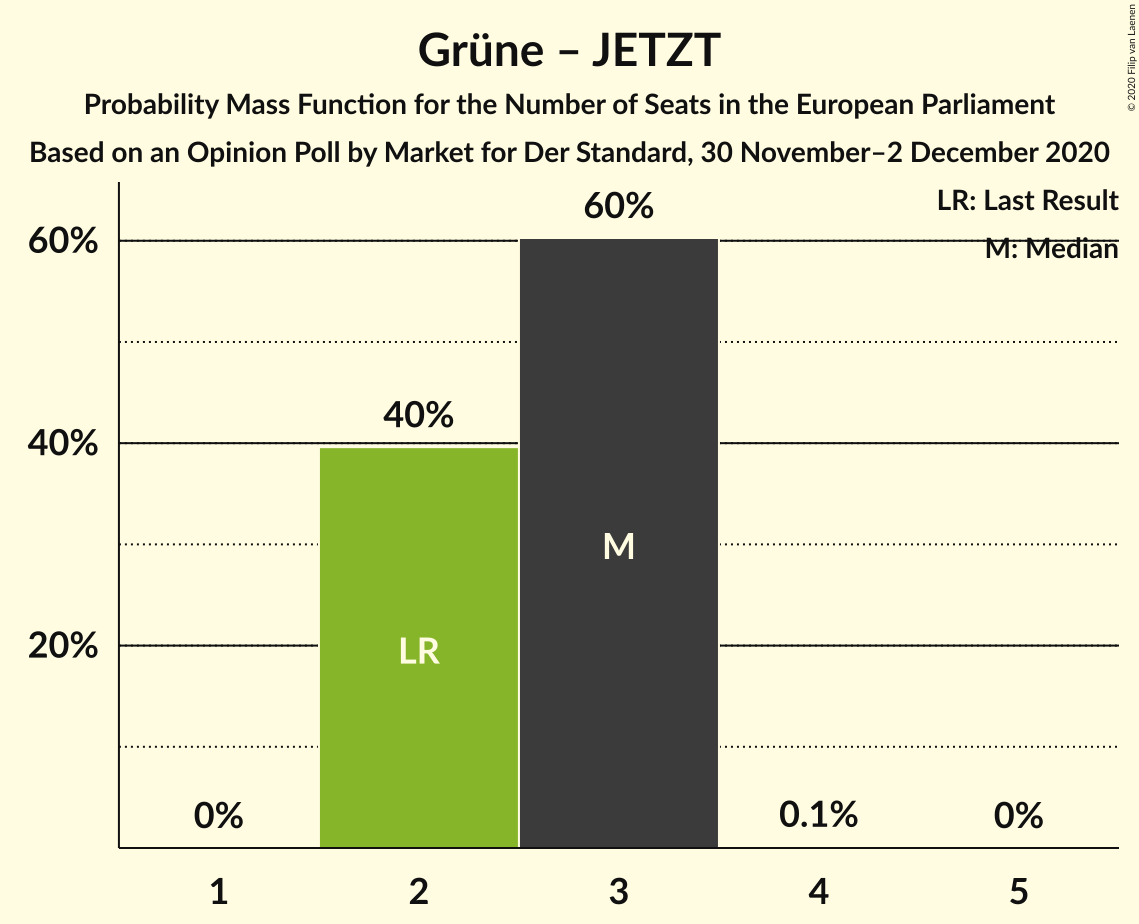 Grüne – JETZT
Probability Mass Function for the Number of Seats in the European Parliament
Based on an Opinion Poll by Market for Der Standard, 30 November–2 December 2020
© 2020 Filip van Laenen
LR: Last Result
M: Median
60%
40%
20%
0%
40%
60%
0.1%
0%
LR
M
1
2
3
4
5